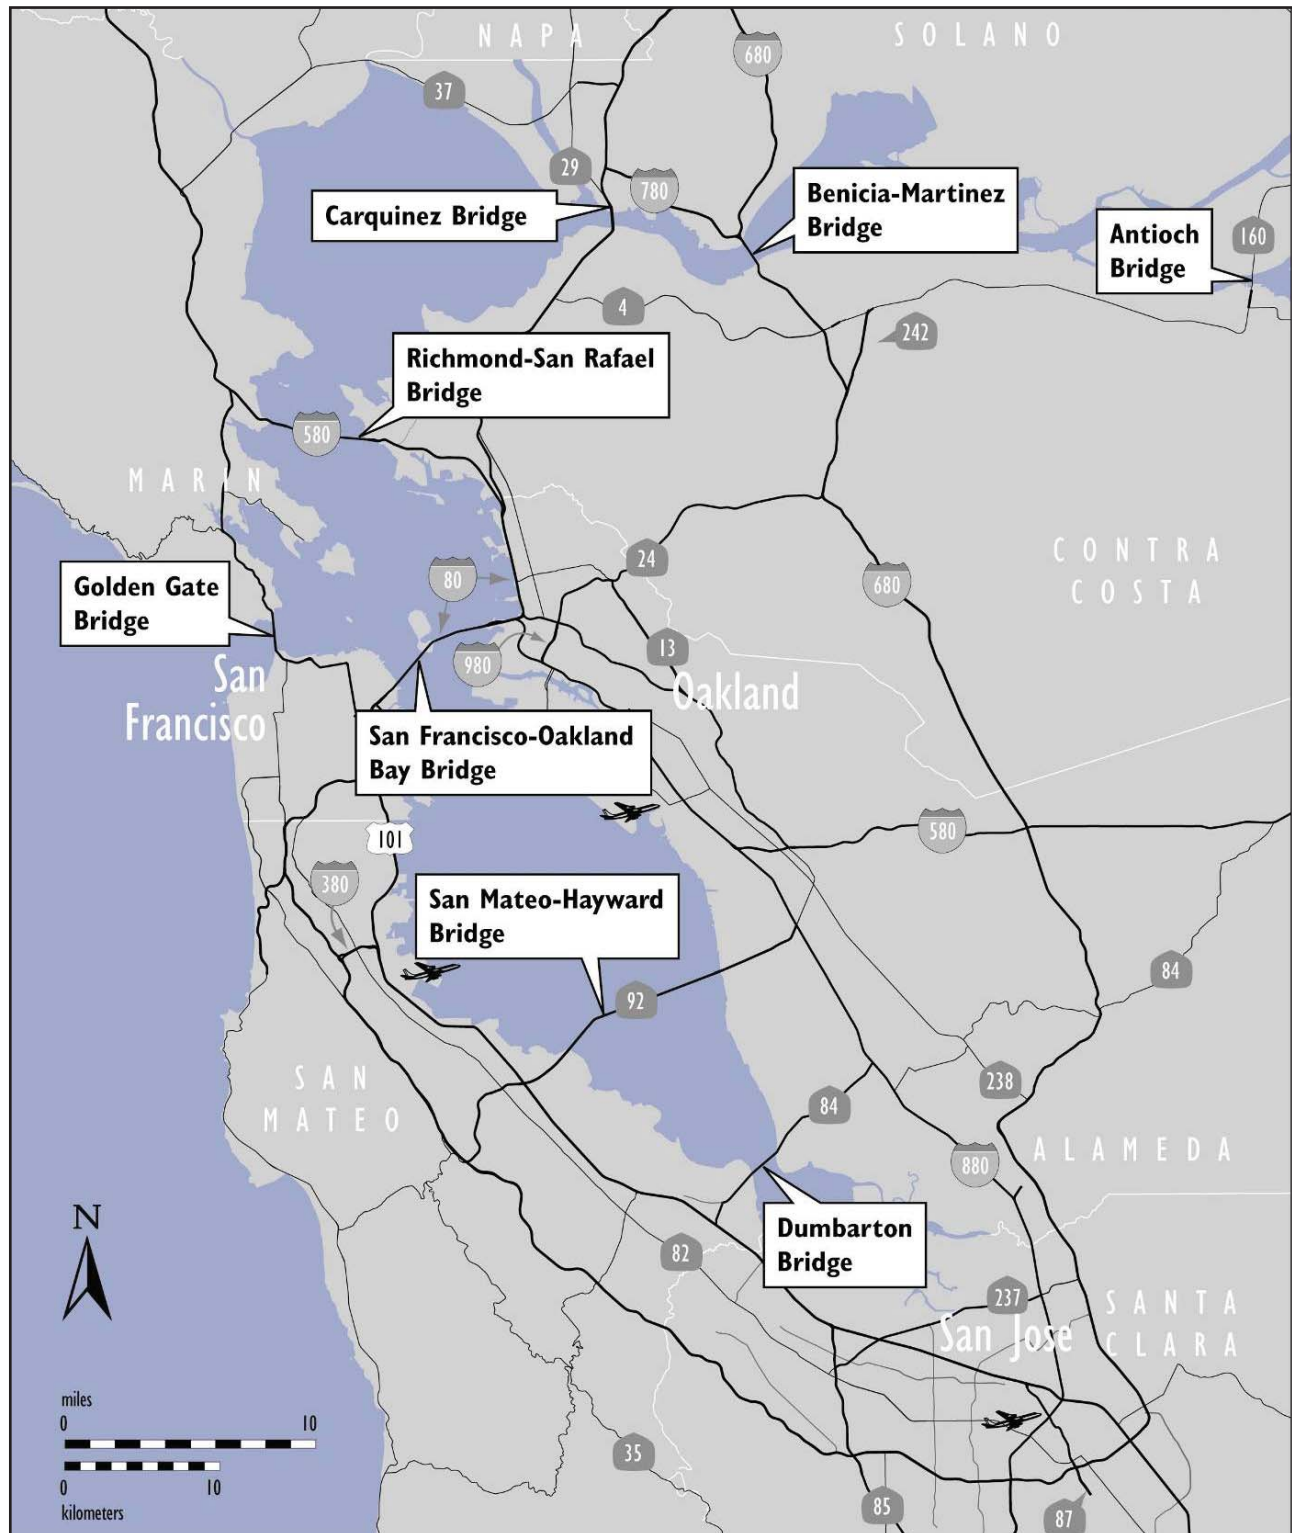 NAPA
SOLANO
680
37
29
780
Carquinez Bridge
Benicia-Martinez
Bridge
Antioch
Bridge
160
4
242
Richmond-San Rafael
Bridge
580
MARIN
24
80
680
CONTRA
COSTA
Golden Gate
Bridge
980
13
San
Francisco
Oakland
San Francisco-Oakland
Bay Bridge
101
580
380
San Mateo-Hayward
Bridge
92
84
SAN
MATEO
238
84
880
ALAMEDA
N
Dumbarton
Bridge
82
237
San Jose
SANTA
CLARA
miles
0 10
0 10
kilometers
35
85
87